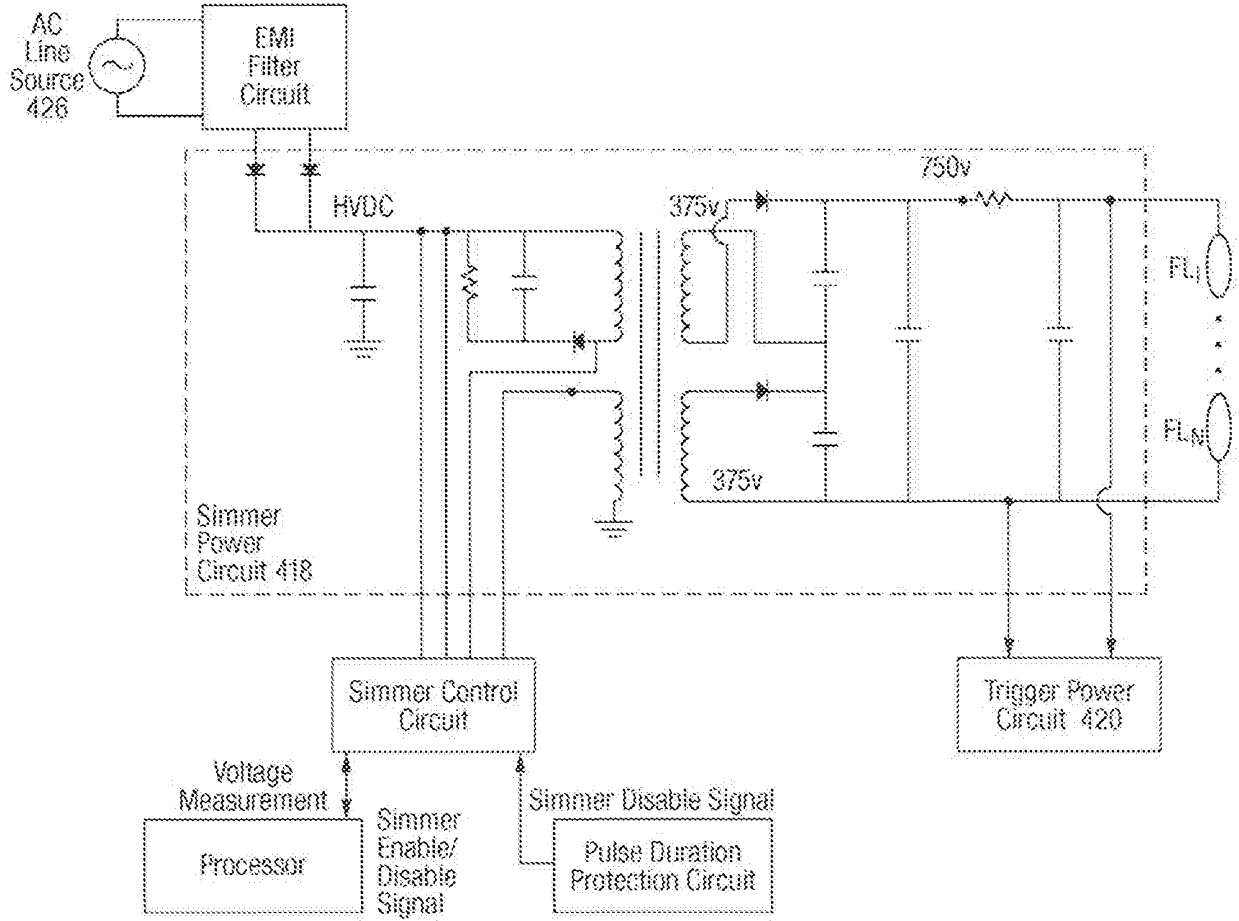 AC
Line
Source
426
EMI
Filter
Circuit
HVDC
375v
750v
FL1
375v
FLN
Simmer
Power
Circuit 418
Simmer Control
Circuit
Trigger Power
Circuit 420
Voltage
Measurement
Simmer Disable Signal
Processor
Simmer
Enable/
Disable
Signal
Pulse Duration
Protection Circuit